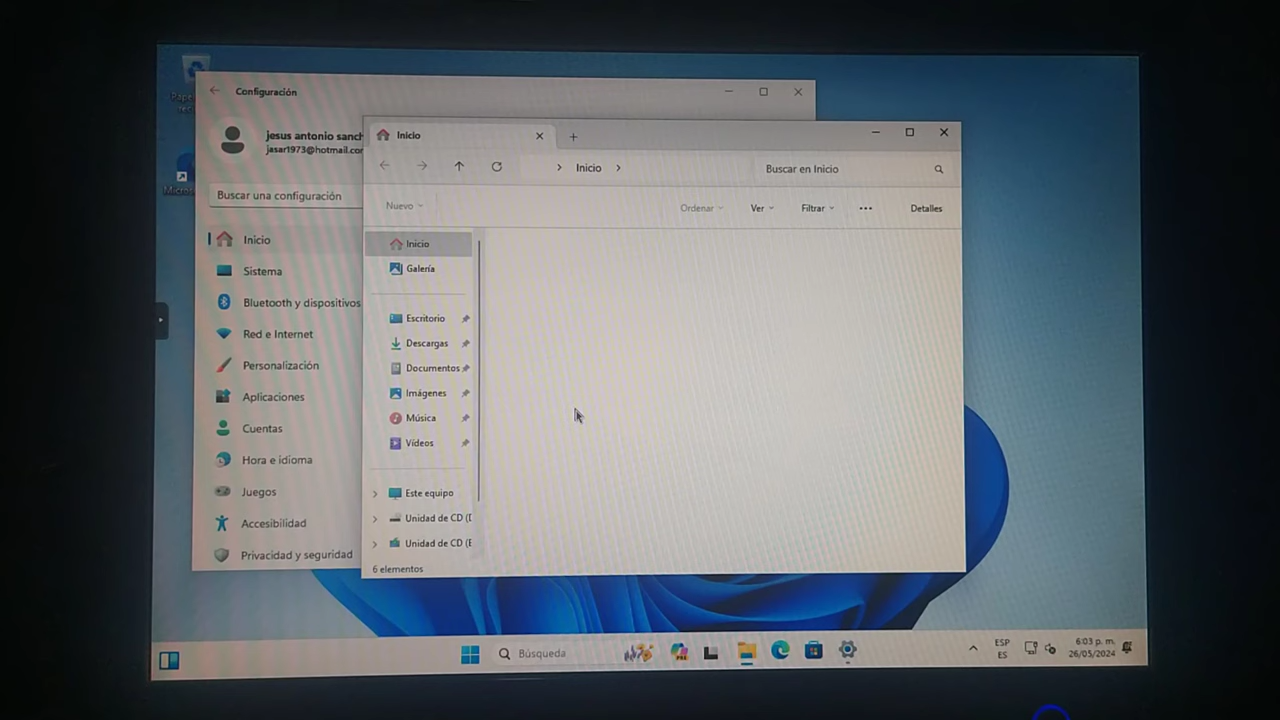 Configuración
jesus antonio sanch
jasar1973@hotmail.cor
Buscar una configuración
Inicio
Sistema
Bluetooth y dispositivos
Red e Internet
Personalización
Aplicaciones
Cuentas
Hora e idioma
Juegos
Accesibilidad
Privacidad y seguridad
Inicio
Inicio
Buscar en Inicio
Nuevo
Ordenar
Ver
Filtrar
Detalles
Inicio
Galería
Escritorio
Descargas
Documentos
Imágenes
Música
Vídeos
Este equipo
Unidad de CD (D
Unidad de CD (E
6 elementos
Búsqueda
ESP
ES
6:03 p. m.
26/05/2024